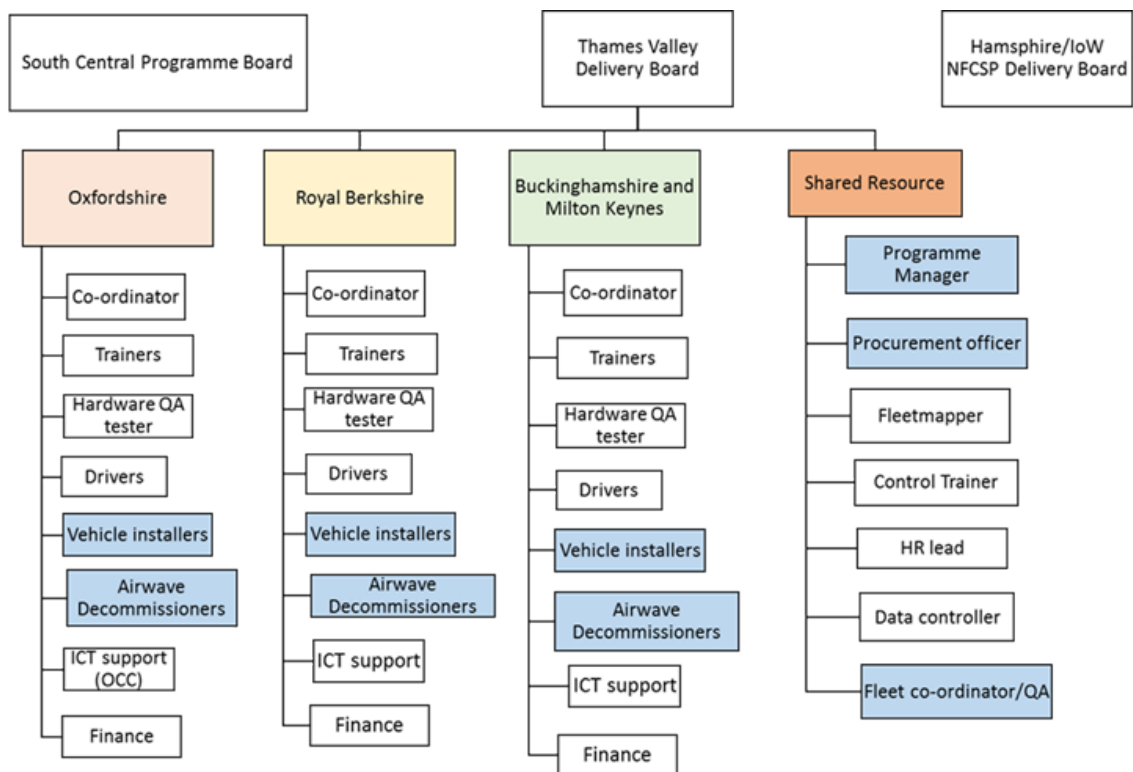 South Central Programme Board
Thames Valley
Delivery Board
Hamsphire/IoW
NFCSP Delivery Board
Oxfordshire
Co-ordinator
Trainers
Hardware QA
tester
Drivers
Vehicle installers
Airwave
Decommissioners
ICT support
(OCC)
Finance
Royal Berkshire
Co-ordinator
Trainers
Hardware QA
tester
Drivers
Vehicle installers
Airwave
Decommissioners
ICT support
Finance
Buckinghamshire and
Milton Keynes
Co-ordinator
Trainers
Hardware QA
tester
Drivers
Vehicle installers
Airwave
Decommissioners
ICT support
Finance
Shared Resource
Programme
Manager
Procurement officer
Fleetmapper
Control Trainer
HR lead
Data controller
Fleet co-ordinator/QA